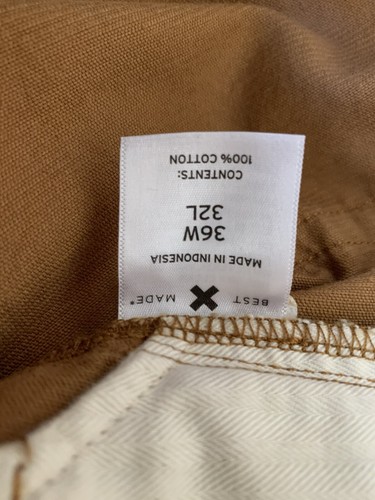 BEST MADE®
MADE IN INDONESIA
36W
32L
CONTENTS:
100% COTTON